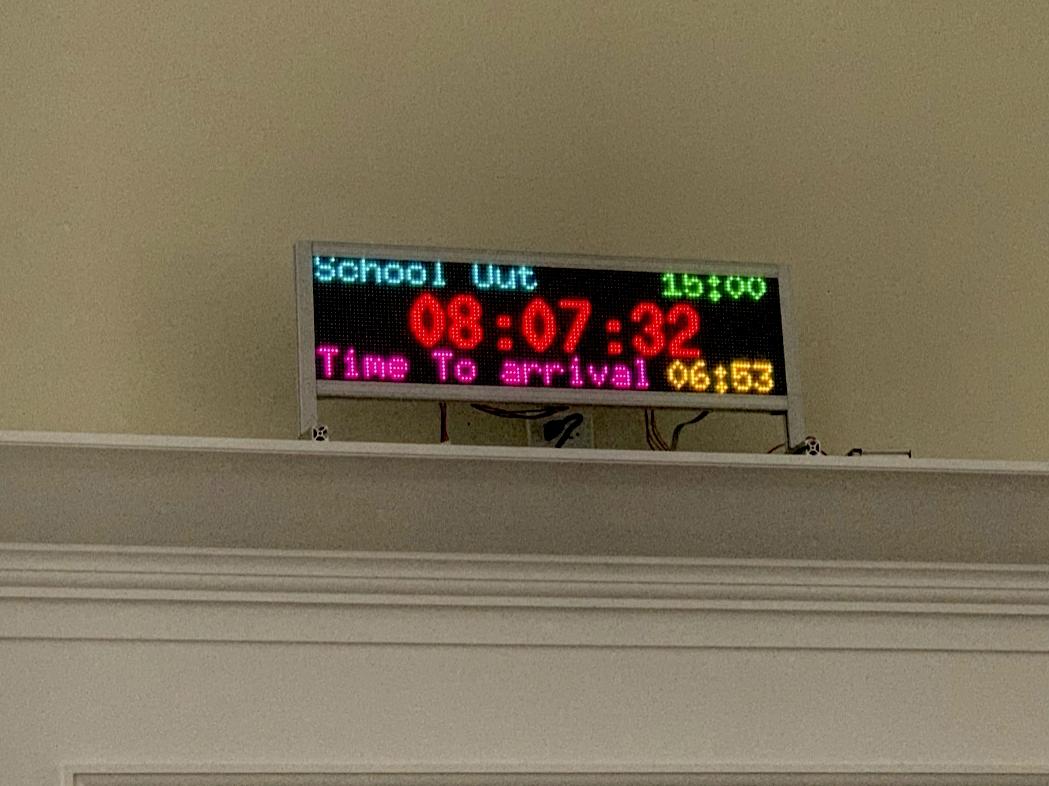 School Out 15:00
08:07:32
Time To arrival 06:53